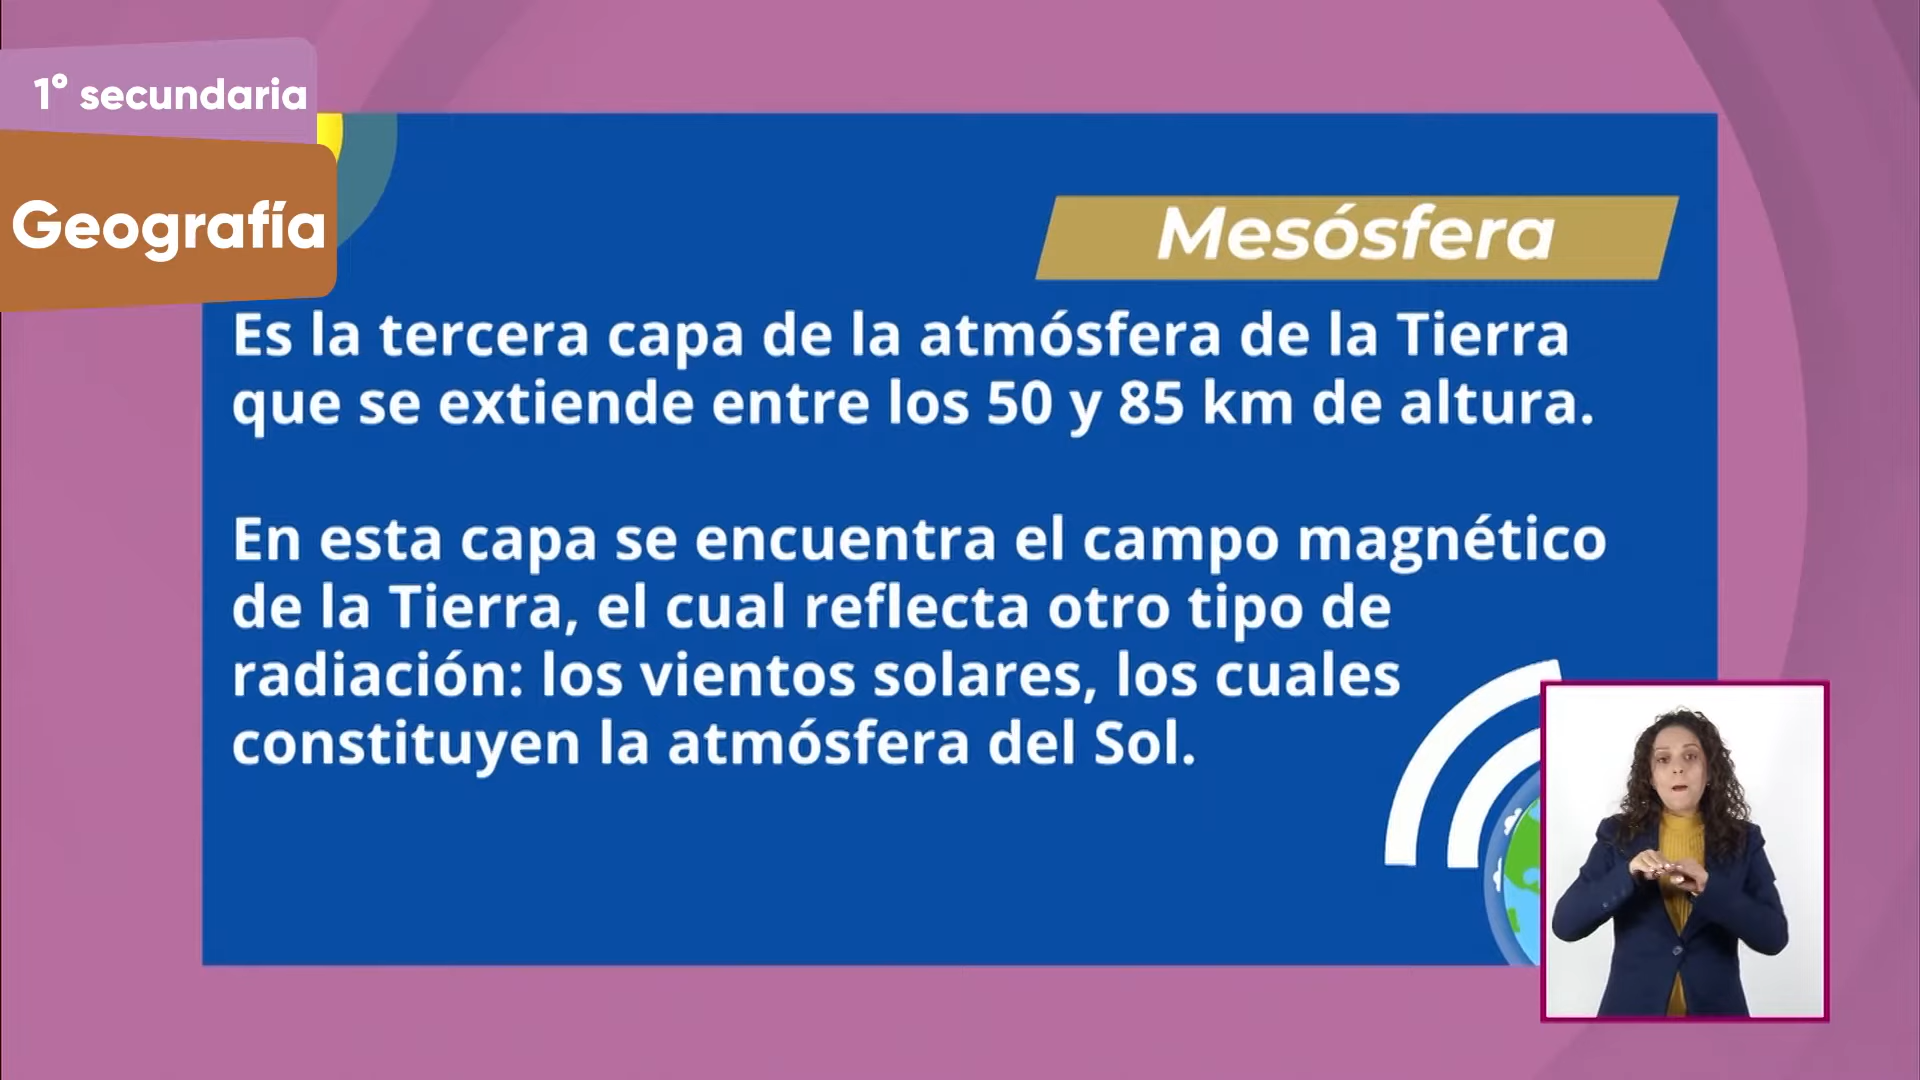 1° secundaria
Geografía
Mesósfera
Es la tercera capa de la atmósfera de la Tierra
que se extiende entre los 50 y 85 km de altura.
En esta capa se encuentra el campo magnético
de la Tierra, el cual reflecta otro tipo de
radiación: los vientos solares, los cuales
constituyen la atmósfera del Sol.